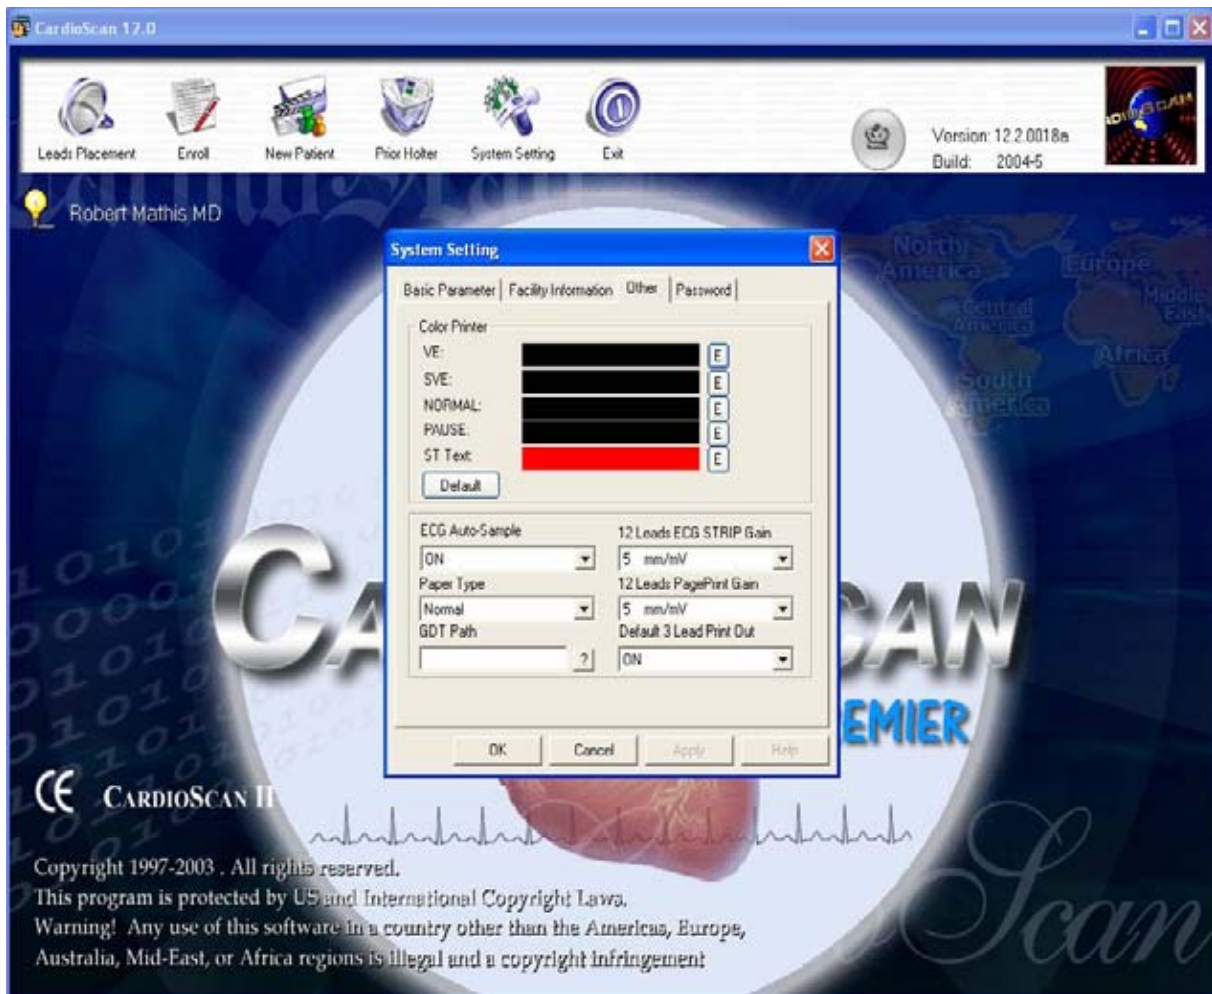 CardioScan 12.0
Leads Placement
Enroll
New Patient
Prior Holter
System Setting
Exit
Version: 12.2.0018a
Build: 2004-5
Robert Mathis MD
North America
Europe
Central America
Middle East
Africa
South America
System Setting
Basic Parameter
Facility Information
Other
Password
Color Printer
VE:
E
SVE:
E
NORMAL:
E
PAUSE:
E
ST Text:
E
Default
ECG Auto-Sample
12 Leads ECG STRIP Gain
ON
5 mm/mV
Paper Type
12 Leads PagePrint Gain
Normal
5 mm/mV
GDT Path
Default 3 Lead Print Out
?
ON
OK
Cancel
Apply
Help
CA
CAN
EMIER
CE CARDIOSCAN II
Copyright 1997-2003 . All rights reserved.
This program is protected by US and International Copyright Laws.
Warning! Any use of this software in a country other than the Americas, Europe,
Australia, Mid-East, or Africa regions is illegal and a copyright infringement
Scan